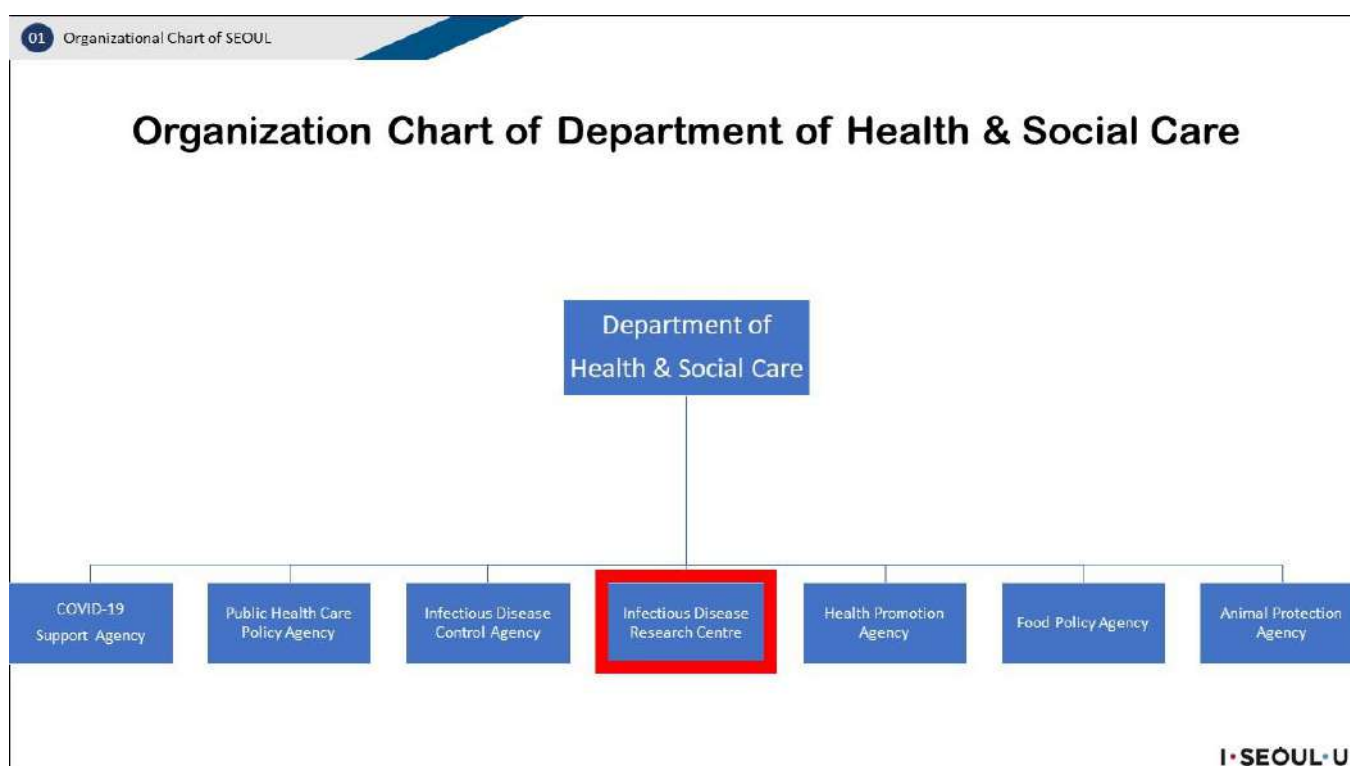 01 Organizational Chart of SEOUL
Organization Chart of Department of Health & Social Care
Department of
Health & Social Care
COVID-19
Support Agency
Public Health Care
Policy Agency
Infectious Disease
Control Agency
Infectious Disease
Research Centre
Health Promotion
Agency
Food Policy Agency
Animal Protection
Agency
I·SEOUL·U